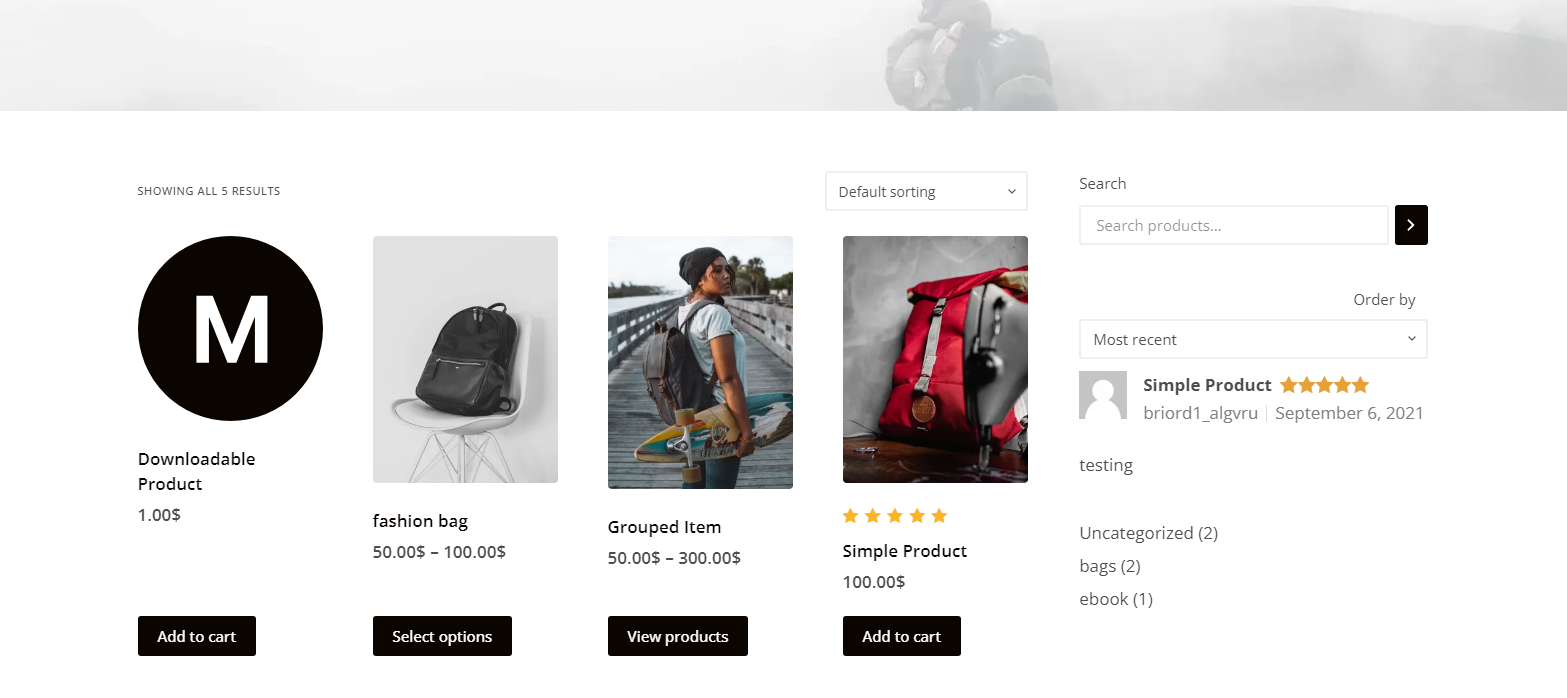 SHOWING ALL 5 RESULTS
Default sorting
M
Downloadable
Product
1.00$
Add to cart
fashion bag
50.00$ – 100.00$
Select options
Grouped Item
50.00$ – 300.00$
View products
Simple Product
100.00$
Add to cart
Search
Search products...
Order by
Most recent
Simple Product
briord1_algvru
September 6, 2021
testing
Uncategorized (2)
bags (2)
ebook (1)